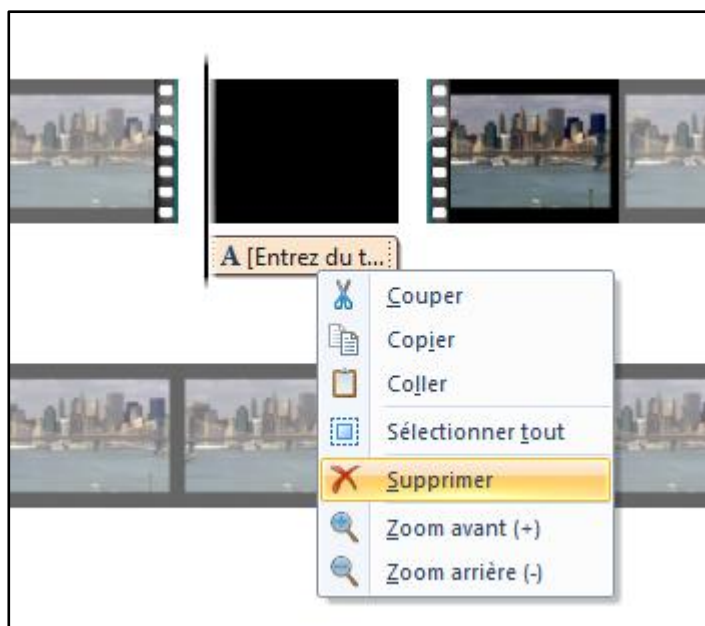 A [Entrez du t...
Couper
Copier
Coller
Sélectionner tout
Supprimer
Zoom avant (+)
Zoom arrière (-)